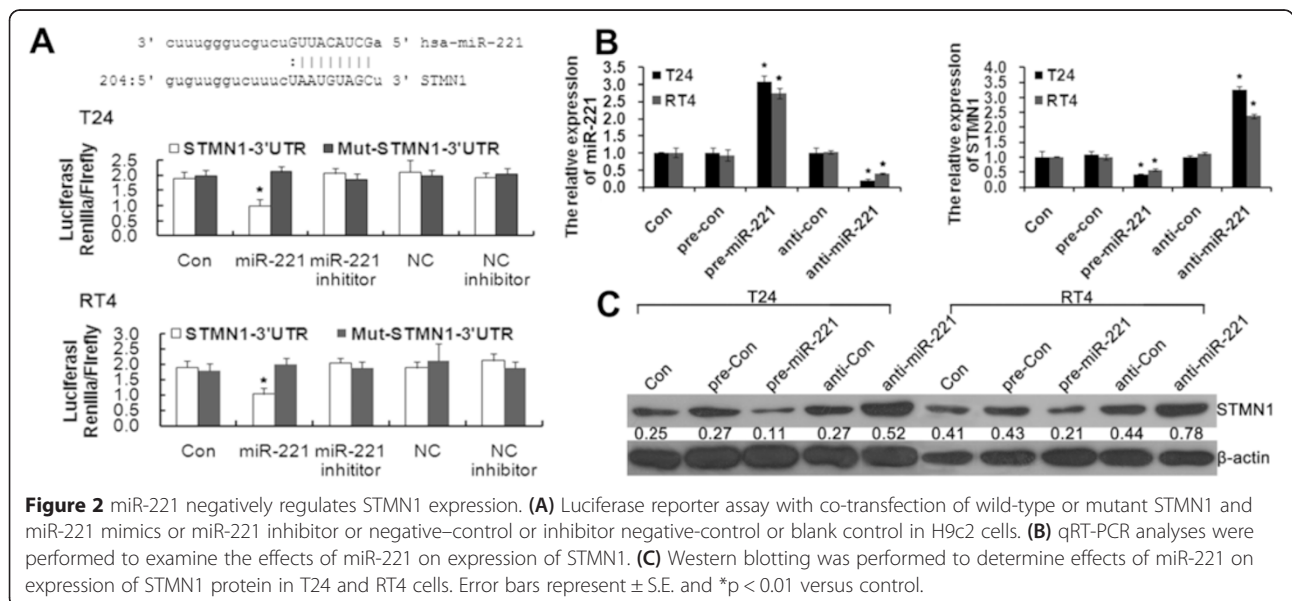 A
3' cuuugggucgucuGUUACAUCGa 5' hsa-miR-221
:||||||||
204:5' guguuggucuuucUAAUGUAGCu 3' STMN1
T24
STMN1-3'UTR Mut-STMN1-3'UTR
Luciferasl
Renilla/FIrefly
2.5
2.0
1.5
1.0
0.5
0.0
*
Con miR-221 miR-221 NC NC
inhititor inhibitor
RT4
STMN1-3'UTR Mut-STMN1-3'UTR
Luciferasl
Renilla/FIrefly
3.0
2.5
2.0
1.5
1.0
0.5
0.0
*
Con miR-221 miR-221 NC NC
inhititor inhibitor
B
The relative expression
of miR-221
3.5
3.0
2.5
2.0
1.5
1.0
0.5
0.0
T24
RT4
* *
* *
Con pre-con pre-miR-221 anti-con anti-miR-221
The relative expression
of STMN1
4.0
3.5
3.0
2.5
2.0
1.5
1.0
0.5
0.0
T24
RT4
* *
* *
Con pre-con pre-miR-221 anti-con anti-miR-221
C
T24 RT4
Con pre-Con pre-miR-221 anti-Con anti-miR-221 Con pre-Con pre-miR-221 anti-Con anti-miR-221
STMN1
0.25 0.27 0.11 0.27 0.52 0.41 0.43 0.21 0.44 0.78
β-actin
Figure 2 miR-221 negatively regulates STMN1 expression. (A) Luciferase reporter assay with co-transfection of wild-type or mutant STMN1 and
miR-221 mimics or miR-221 inhibitor or negative–control or inhibitor negative-control or blank control in H9c2 cells. (B) qRT-PCR analyses were
performed to examine the effects of miR-221 on expression of STMN1. (C) Western blotting was performed to determine effects of miR-221 on
expression of STMN1 protein in T24 and RT4 cells. Error bars represent ± S.E. and *p < 0.01 versus control.